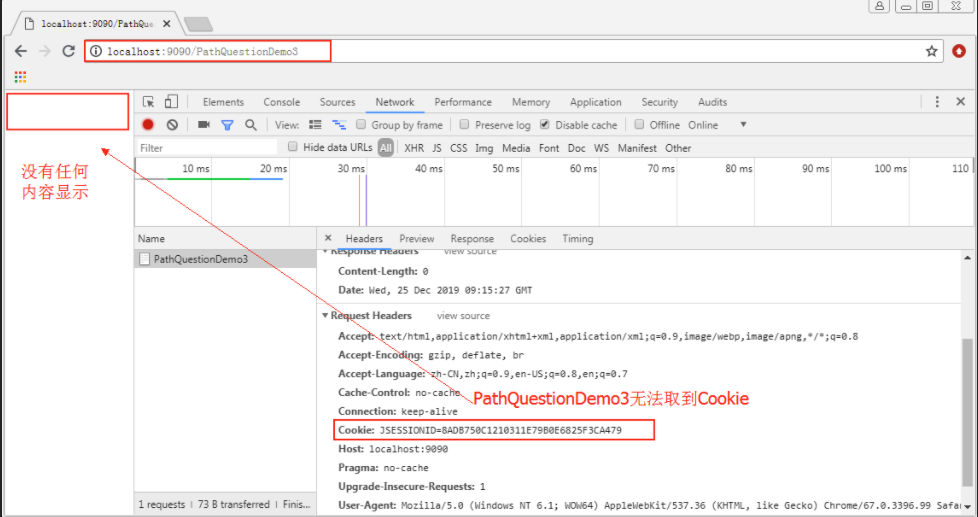 localhost:9090/PathQue
localhost:9090/PathQuestionDemo3
Elements Console Sources Network Performance Memory Application Security Audits
View: Group by frame Preserve log Disable cache Offline Online
Filter Hide data URLs All XHR JS CSS Img Media Font Doc WS Manifest Other
10 ms 20 ms 30 ms 40 ms 50 ms 60 ms 70 ms 80 ms 90 ms 100 ms 110
没有任何
内容显示
Name
PathQuestionDemo3
Headers Preview Response Cookies Timing
Response Headers view source
Content-Length: 0
Date: Wed, 25 Dec 2019 09:15:27 GMT
Request Headers view source
Accept: text/html,application/xhtml+xml,application/xml;q=0.9,image/webp,image/apng,*/*;q=0.8
Accept-Encoding: gzip, deflate, br
Accept-Language: zh-CN,zh;q=0.9,en-US;q=0.8,en;q=0.7
Cache-Control: no-cache
PathQuestionDemo3无法取到Cookie
Connection: keep-alive
Cookie: JSESSIONID=8ADB750C1210311E79B0E6825F3CA479
Host: localhost:9090
Pragma: no-cache
Upgrade-Insecure-Requests: 1
User-Agent: Mozilla/5.0 (Windows NT 6.1; WOW64) AppleWebKit/537.36 (KHTML, like Gecko) Chrome/67.0.3396.99 Safa
1 requests | 73 B transferred | Finis...